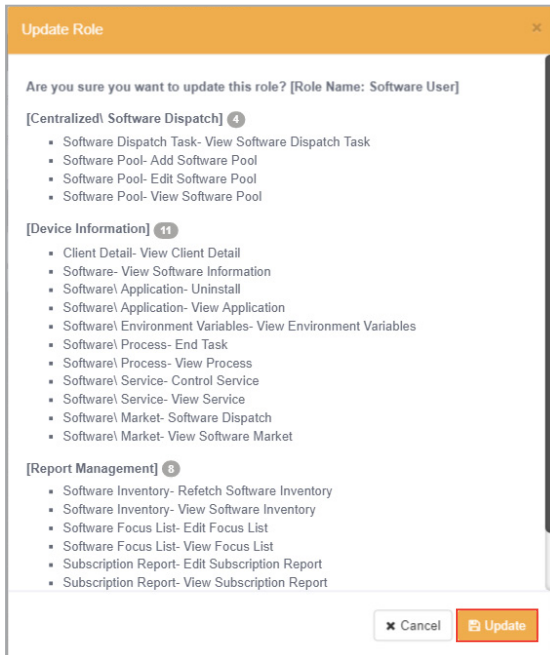 Update Role ×
Are you sure you want to update this role? [Role Name: Software User]
[Centralized\ Software Dispatch] 4
Software Dispatch Task- View Software Dispatch Task
Software Pool- Add Software Pool
Software Pool- Edit Software Pool
Software Pool- View Software Pool
[Device Information] 11
Client Detail- View Client Detail
Software- View Software Information
Software\ Application- Uninstall
Software\ Application- View Application
Software\ Environment Variables- View Environment Variables
Software\ Process- End Task
Software\ Process- View Process
Software\ Service- Control Service
Software\ Service- View Service
Software\ Market- Software Dispatch
Software\ Market- View Software Market
[Report Management] 8
Software Inventory- Refetch Software Inventory
Software Inventory- View Software Inventory
Software Focus List- Edit Focus List
Software Focus List- View Focus List
Subscription Report- Edit Subscription Report
Subscription Report- View Subscription Report
Cancel Update